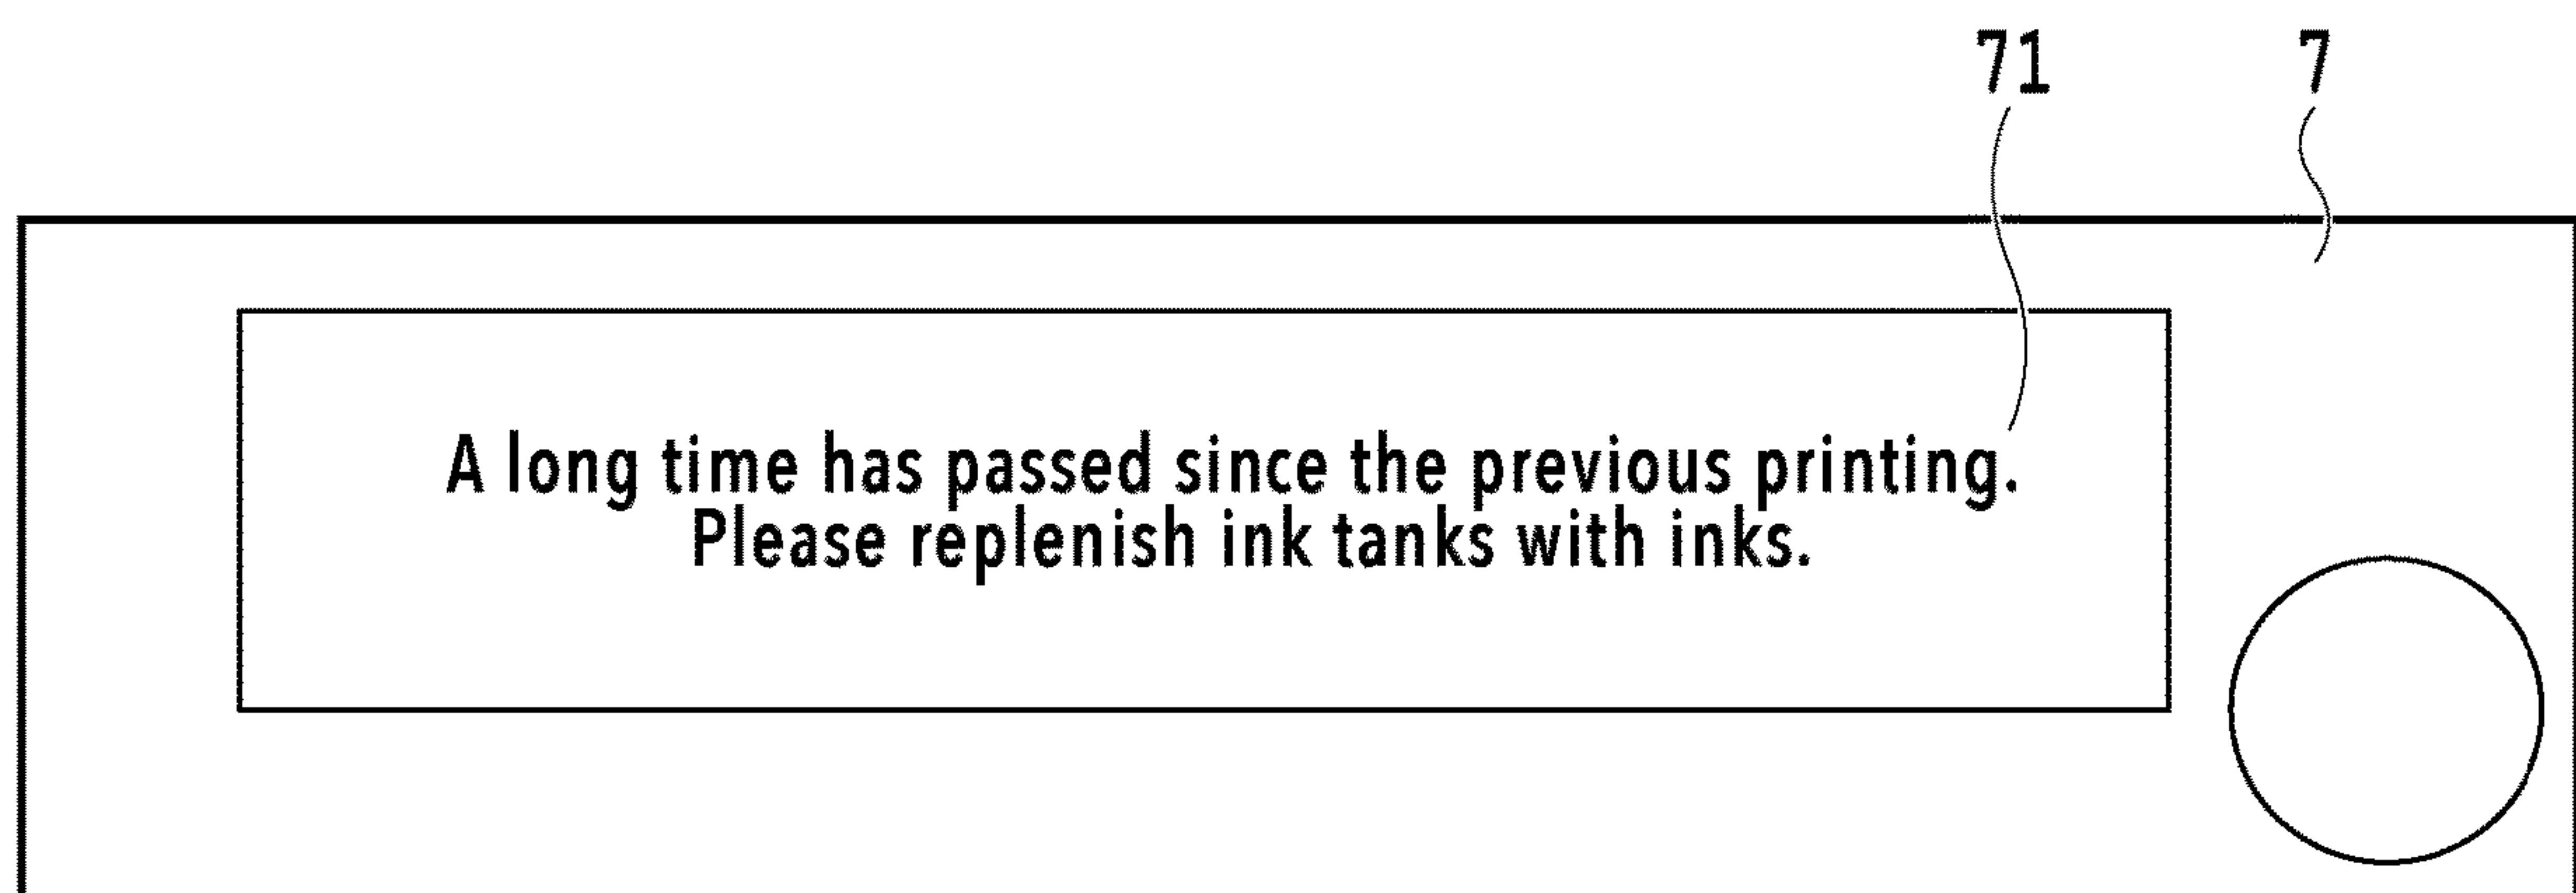 71 7
A long time has passed since the previous printing.
Please replenish ink tanks with inks.